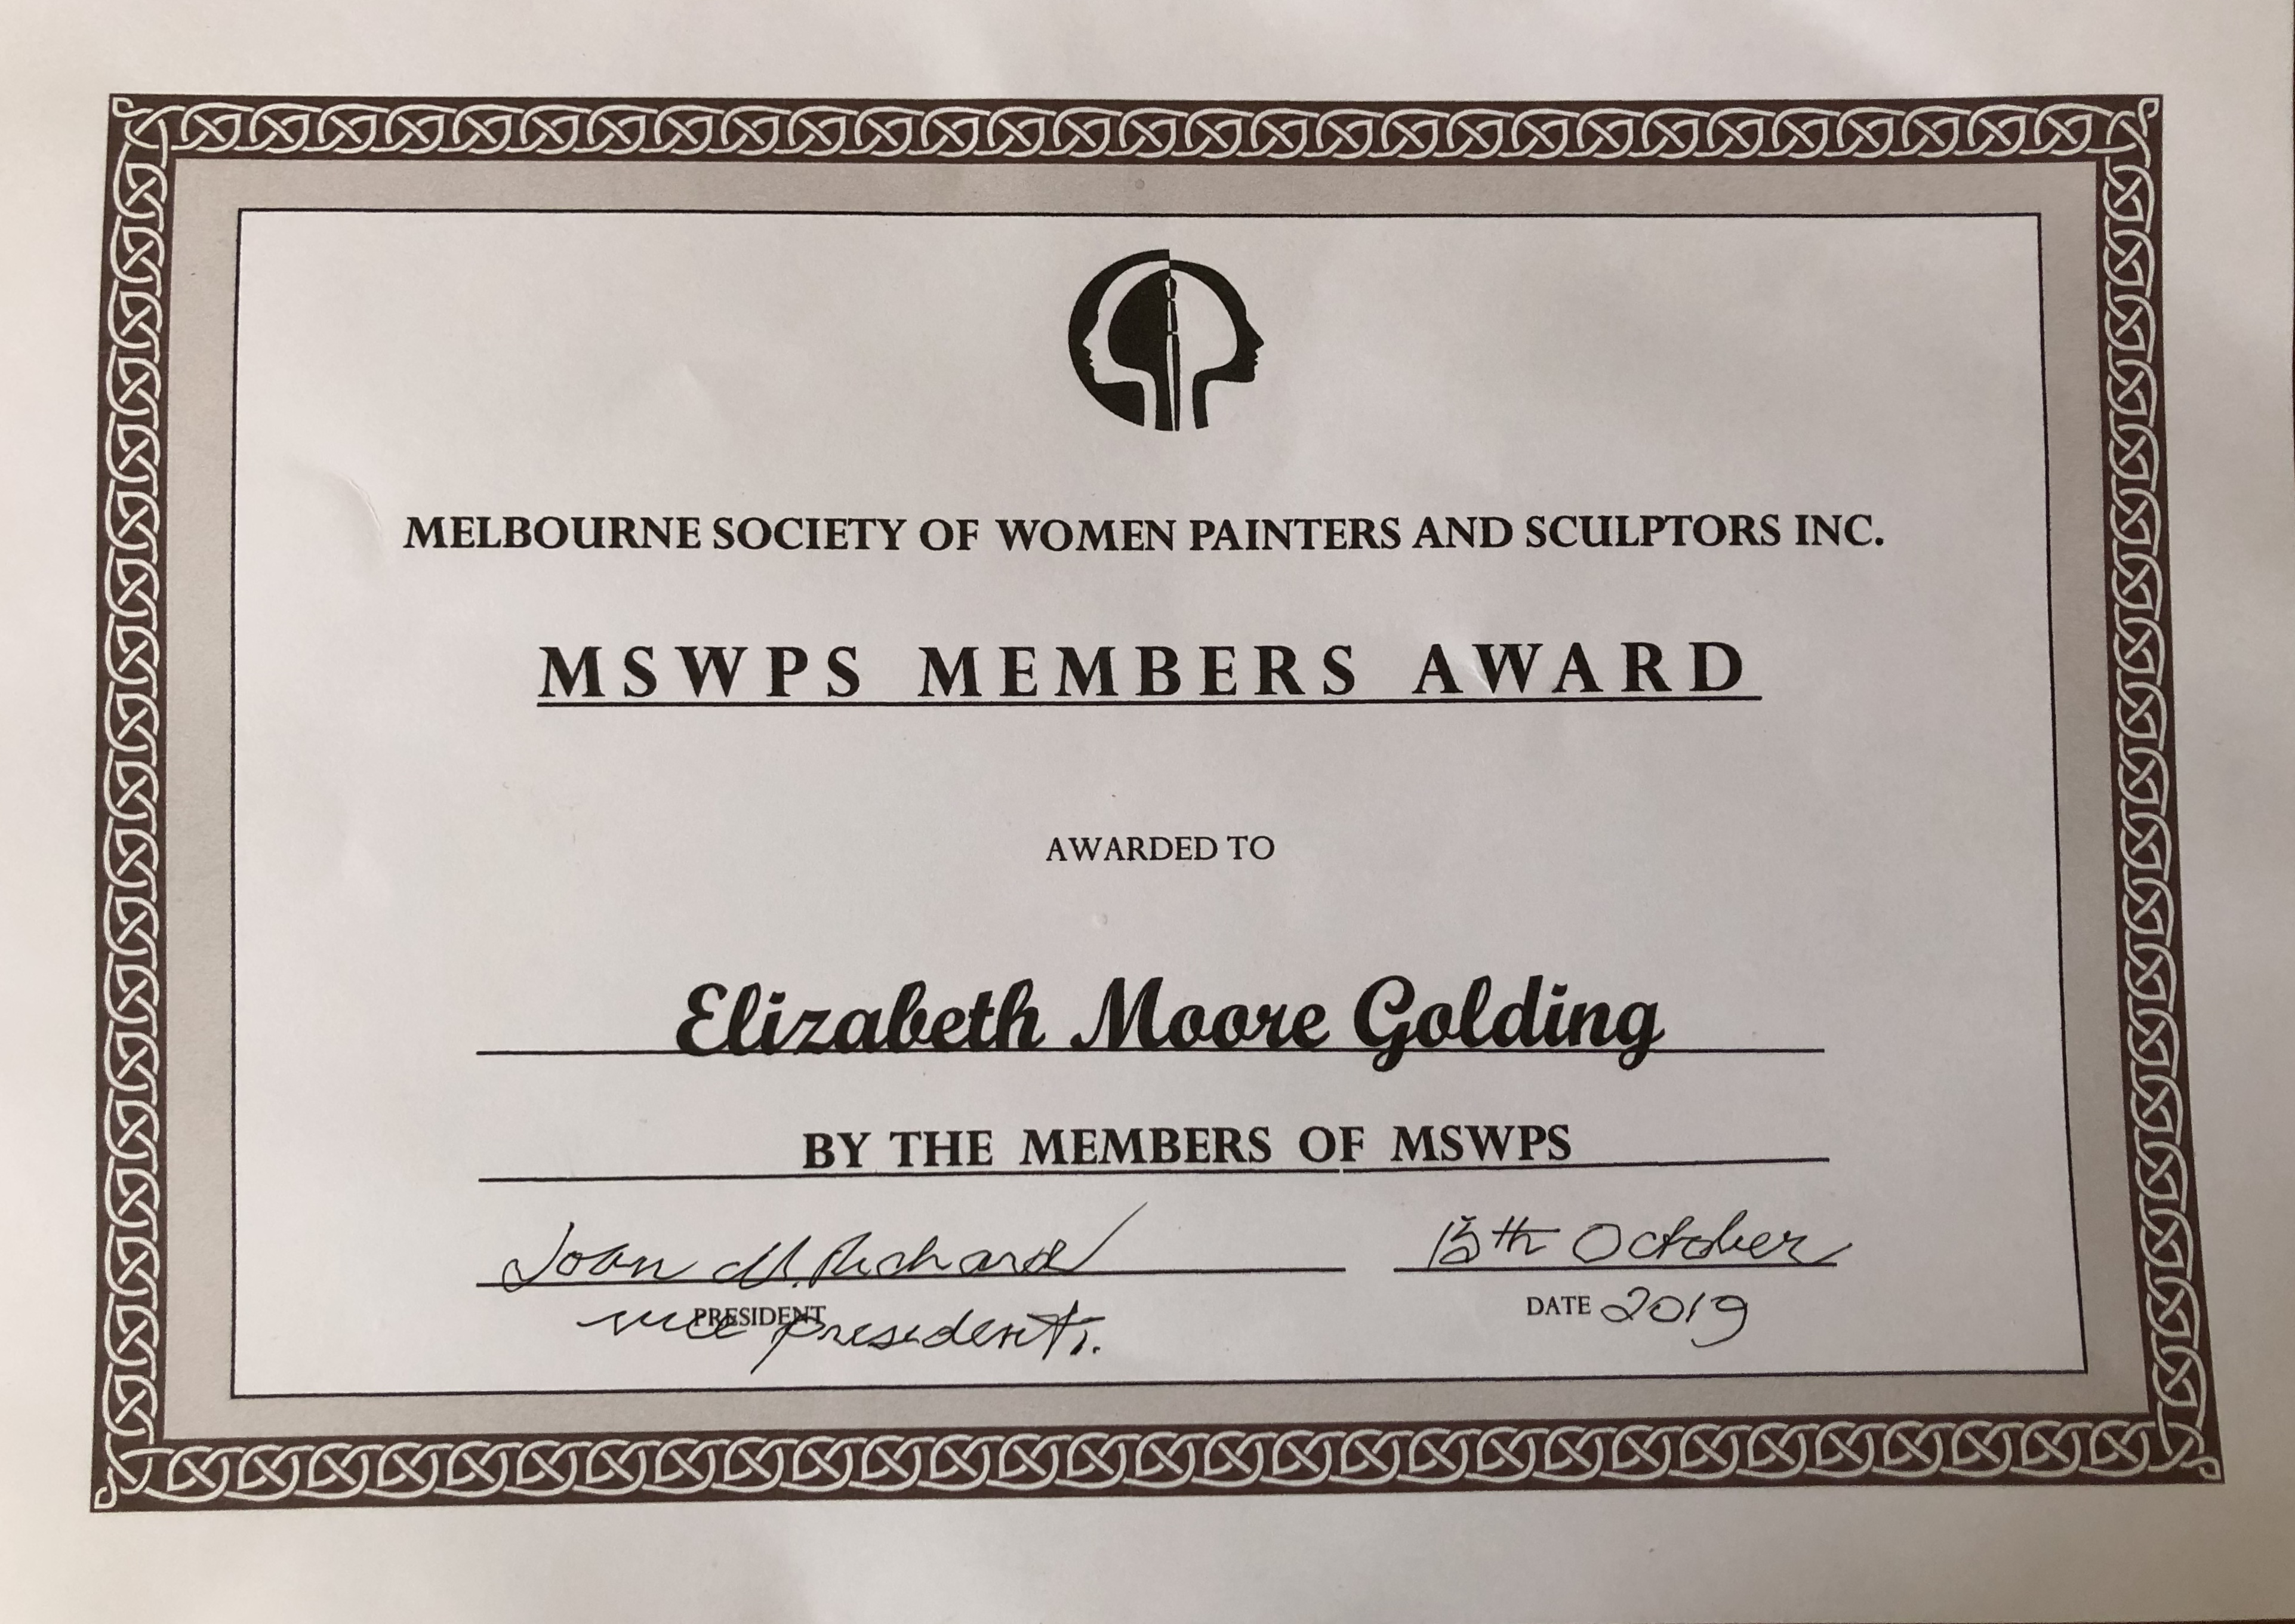 MELBOURNE SOCIETY OF WOMEN PAINTERS AND SCULPTORS INC.
MSWPS MEMBERS AWARD
AWARDED TO
Elizabeth Moore Golding
BY THE MEMBERS OF MSWPS
Joan M. Richard 15th October
PRESIDENT DATE 2019
vice president.